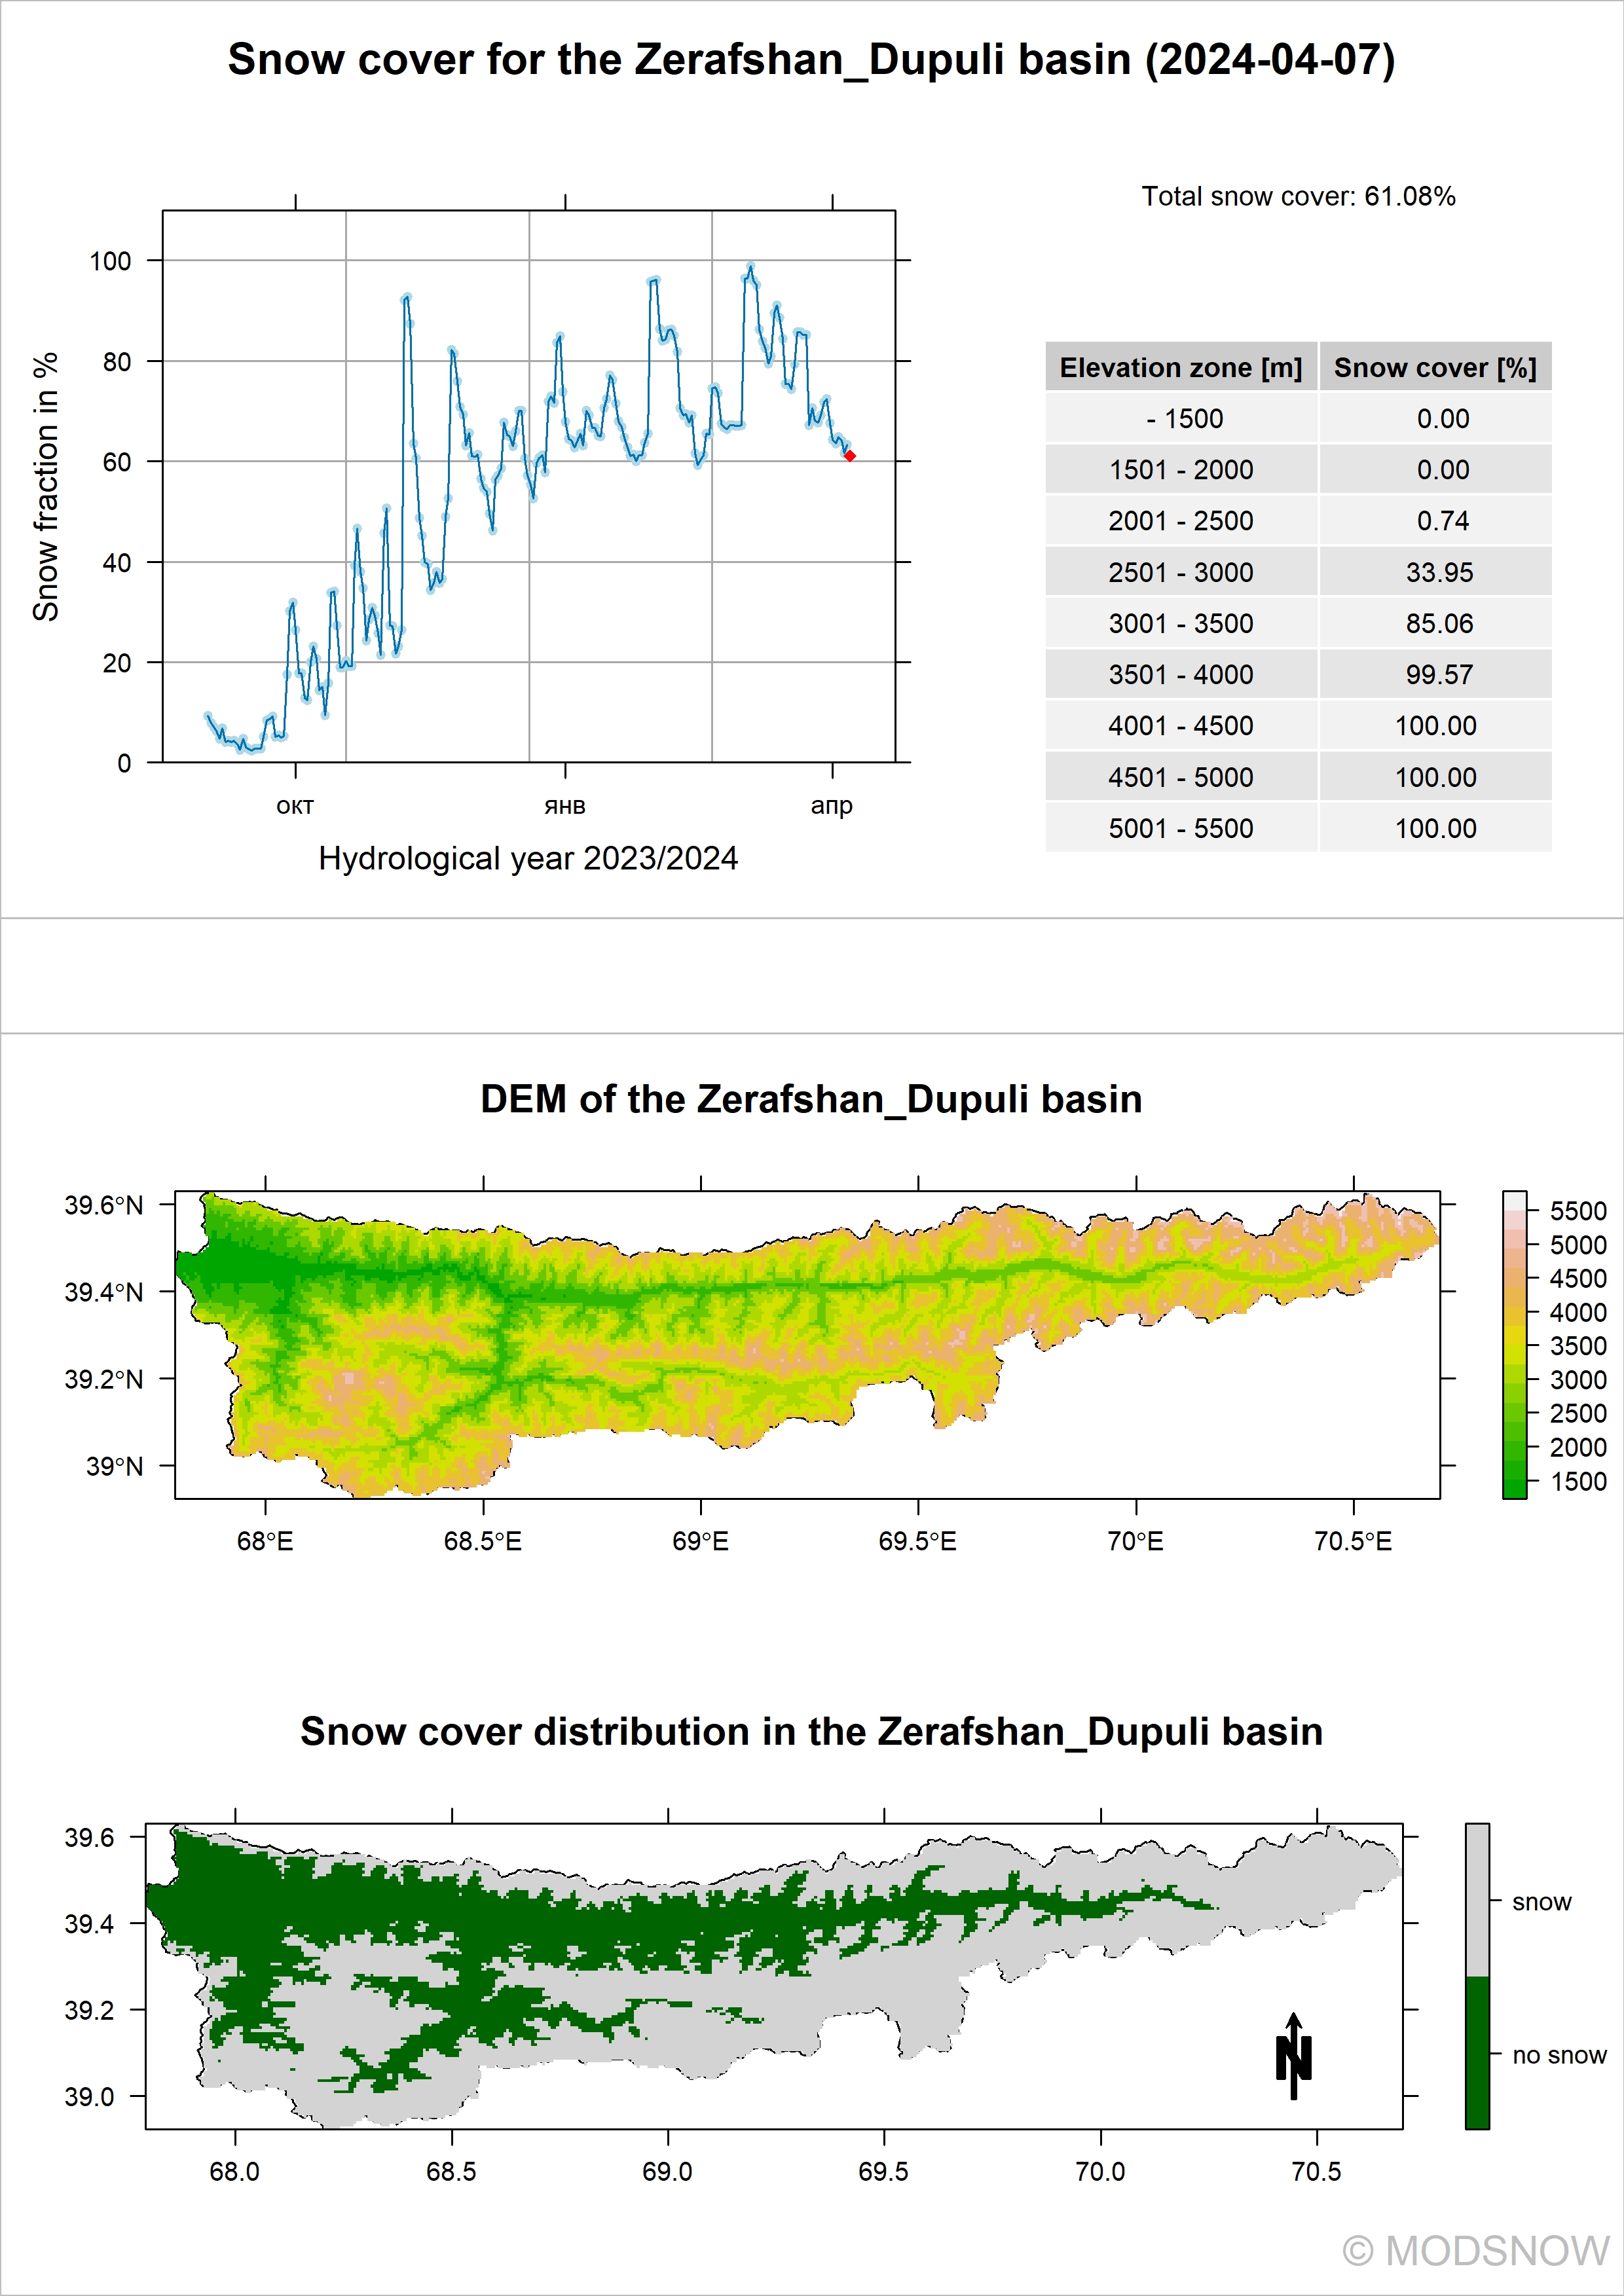 Snow cover for the Zerafshan_Dupuli basin (2024-04-07)
Total snow cover: 61.08%
Snow fraction in %
100
80
60
40
20
0
окт янв апр
Hydrological year 2023/2024
Elevation zone [m] Snow cover [%]
- 1500 0.00
1501 - 2000 0.00
2001 - 2500 0.74
2501 - 3000 33.95
3001 - 3500 85.06
3501 - 4000 99.57
4001 - 4500 100.00
4501 - 5000 100.00
5001 - 5500 100.00
DEM of the Zerafshan_Dupuli basin
39.6°N
39.4°N
39.2°N
39°N
68°E 68.5°E 69°E 69.5°E 70°E 70.5°E
5500
5000
4500
4000
3500
3000
2500
2000
1500
Snow cover distribution in the Zerafshan_Dupuli basin
39.6
39.4
39.2
39.0
68.0 68.5 69.0 69.5 70.0 70.5
N
snow
no snow
© MODSNOW